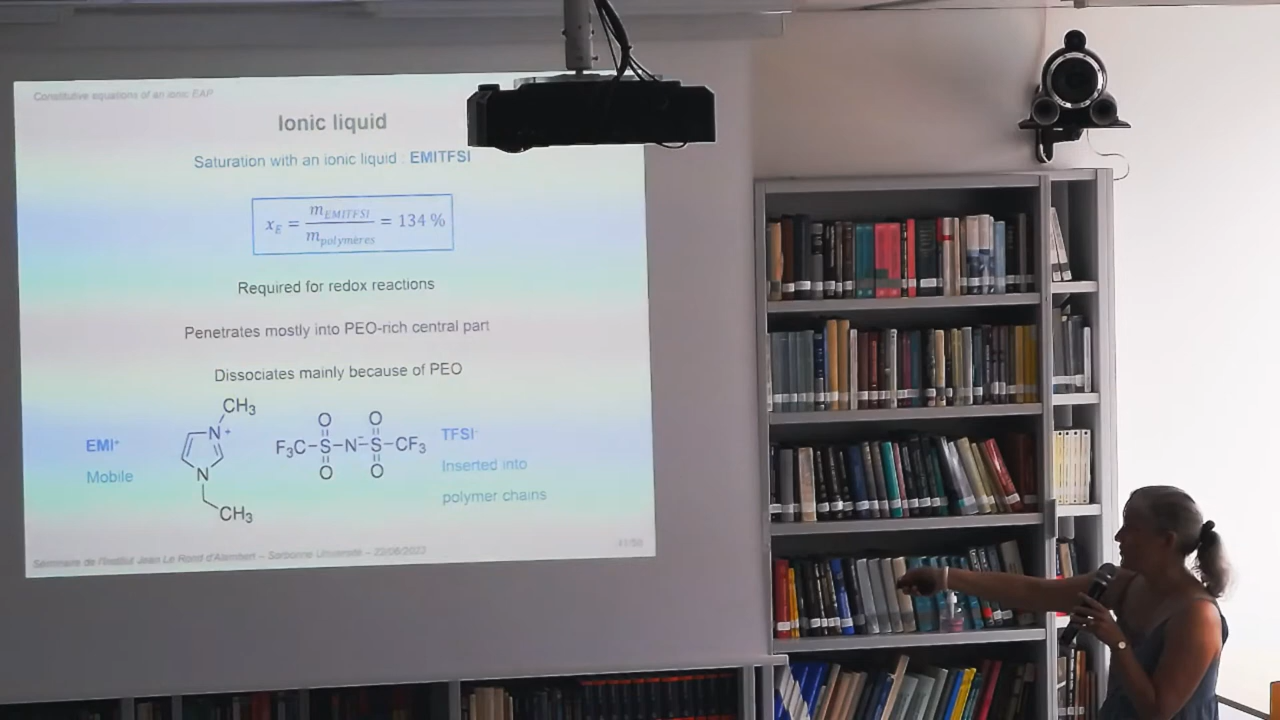 Constitutive equations of an ionic EAP
Ionic liquid
Saturation with an ionic liquid : EMITFSI
x_E = m_EMITFSI / m_polymères = 134 %
Required for redox reactions
Penetrates mostly into PEO-rich central part
Dissociates mainly because of PEO
EMI⁺
Mobile
CH₃
N⁺
N
CH₃
O O
F₃C–S–N⁻–S–CF₃
O O
TFSI⁻
Inserted into
polymer chains
Séminaire de l'Institut Jean Le Rond d'Alembert – Sorbonne Université – 22/06/2023